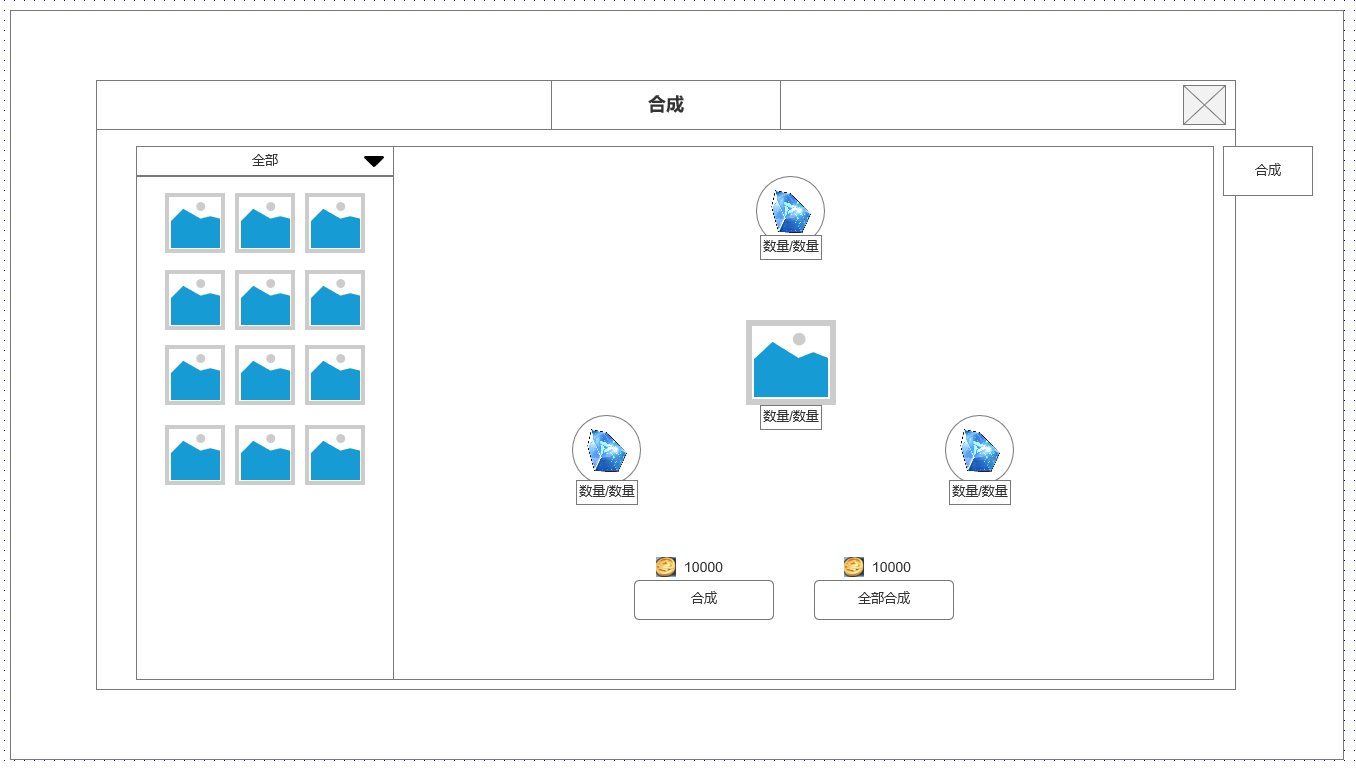 合成
全部
合成
数量/数量
数量/数量
数量/数量
数量/数量
10000
10000
合成
全部合成